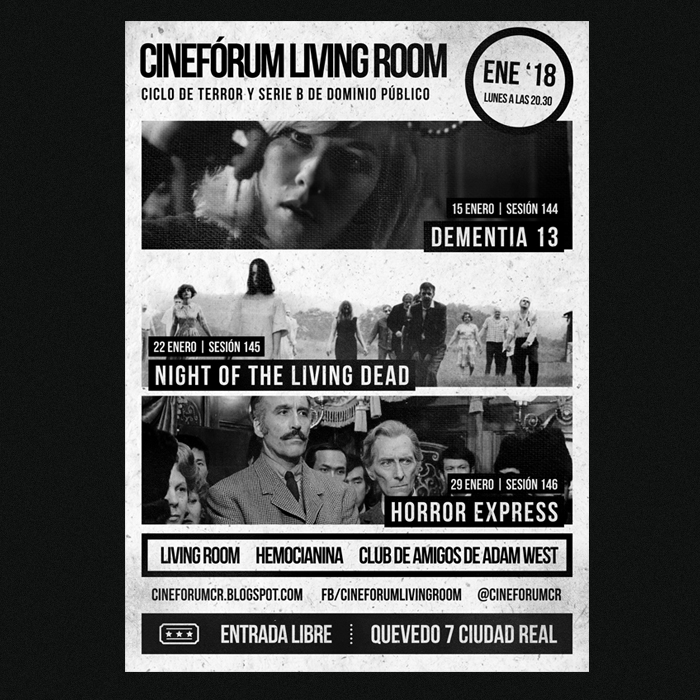 CINEFÓRUM LIVING ROOM
CICLO DE TERROR Y SERIE B DE DOMINIO PÚBLICO
ENE ‘18
LUNES A LAS 20.30
15 ENERO | SESIÓN 144
DEMENTIA 13
22 ENERO | SESIÓN 145
NIGHT OF THE LIVING DEAD
29 ENERO | SESIÓN 146
HORROR EXPRESS
LIVING ROOM HEMOCIANINA CLUB DE AMIGOS DE ADAM WEST
CINEFORUMCR.BLOGSPOT.COM FB/CINEFORUMLIVINGROOM @CINEFORUMCR
ENTRADA LIBRE QUEVEDO 7 CIUDAD REAL